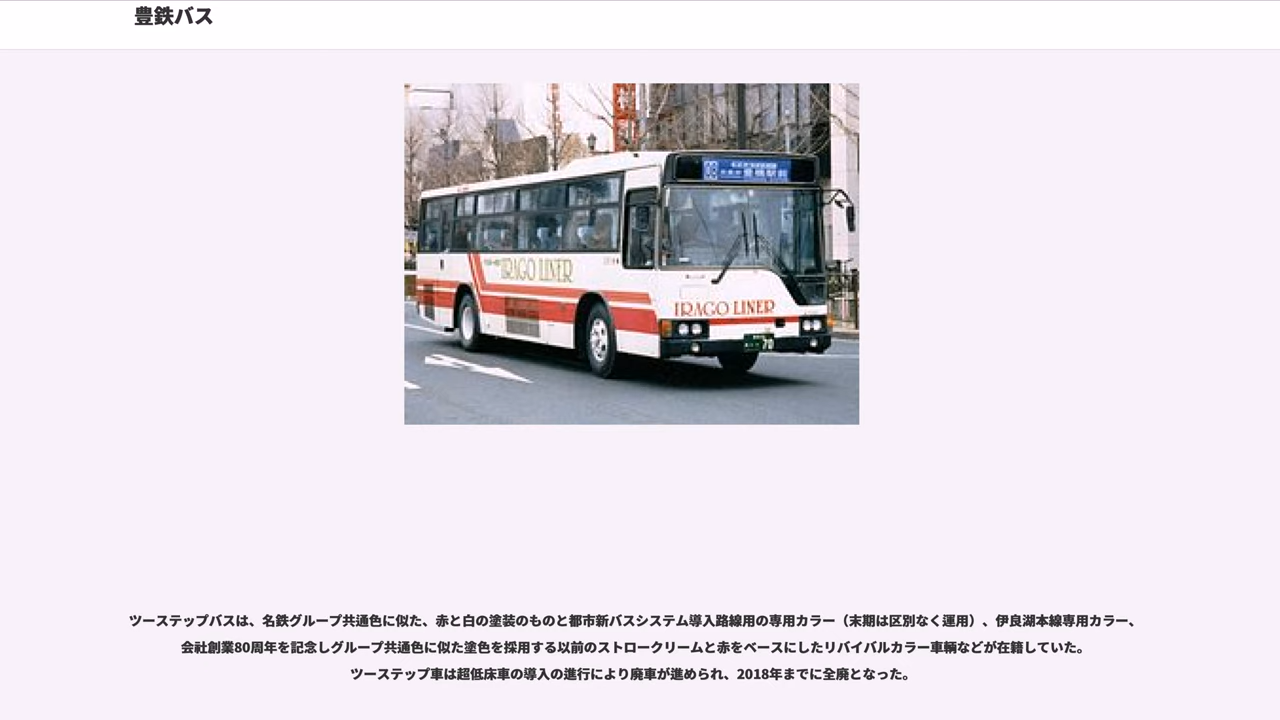 豊鉄バス
豊橋駅前
IRAGO LINER
IRAGO LINER
70
ツーステップバスは、名鉄グループ共通色に似た、赤と白の塗装のものと都市新バスシステム導入路線用の専用カラー（末期は区別なく運用）、伊良湖本線専用カラー、
会社創業80周年を記念しグループ共通色に似た塗色を採用する以前のストロークリームと赤をベースにしたリバイバルカラー車輌などが在籍していた。
ツーステップ車は超低床車の導入の進行により廃車が進められ、2018年までに全廃となった。